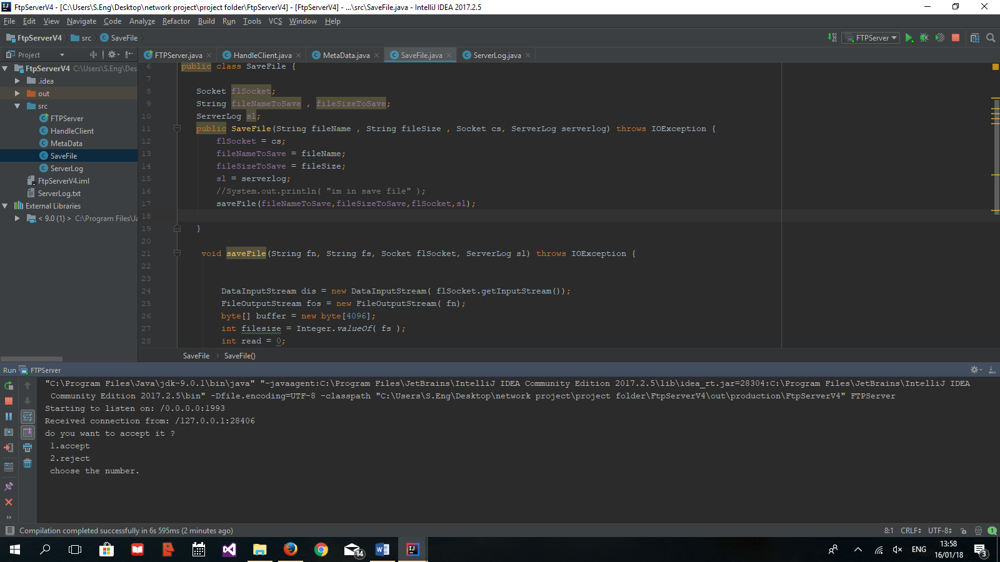 FtpServerV4 - [C:\Users\S.Eng\Desktop\network project\project folder\FtpServerV4] - [FtpServerV4] - ...\src\SaveFile.java - IntelliJ IDEA 2017.2.5
File Edit View Navigate Code Analyze Refactor Build Run Tools VCS Window Help
FtpServerV4 src SaveFile FTPServer
Project FTPServer.java HandleClient.java MetaData.java SaveFile.java ServerLog.java
FtpServerV4 C:\Users\S.Eng\Des
.idea
out
src
FTPServer
HandleClient
MetaData
SaveFile
ServerLog
FtpServerV4.iml
ServerLog.txt
External Libraries
< 9.0 (1) > C:\Program Files\Ja
6 public class SaveFile {
7
8 Socket flSocket;
9 String fileNameToSave , fileSizeToSave;
10 ServerLog sl;
11 public SaveFile(String fileName , String fileSize , Socket cs, ServerLog serverlog) throws IOException {
12 flSocket = cs;
13 fileNameToSave = fileName;
14 fileSizeToSave = fileSize;
15 sl = serverlog;
16 //System.out.println( "im in save file" );
17 saveFile(fileNameToSave,fileSizeToSave,flSocket,sl);
18
19 }
20
21 void saveFile(String fn, String fs, Socket flSocket, ServerLog sl) throws IOException {
22
23
24 DataInputStream dis = new DataInputStream( flSocket.getInputStream());
25 FileOutputStream fos = new FileOutputStream( fn);
26 byte[] buffer = new byte[4096];
27 int filesize = Integer.valueOf( fs );
28 int read = 0;
SaveFile › SaveFile()
Run FTPServer
"C:\Program Files\Java\jdk-9.0.1\bin\java" "-javaagent:C:\Program Files\JetBrains\IntelliJ IDEA Community Edition 2017.2.5\lib\idea_rt.jar=28304:C:\Program Files\JetBrains\IntelliJ IDEA
Community Edition 2017.2.5\bin" -Dfile.encoding=UTF-8 -classpath "C:\Users\S.Eng\Desktop\network project\project folder\FtpServerV4\out\production\FtpServerV4" FTPServer
Starting to listen on: /0.0.0.0:1993
Received connection from: /127.0.0.1:28406
do you want to accept it ?
1.accept
2.reject
choose the number.
Compilation completed successfully in 6s 595ms (2 minutes ago) 8:1 CRLF UTF-8 1
14 ENG 13:58
16/01/18 3